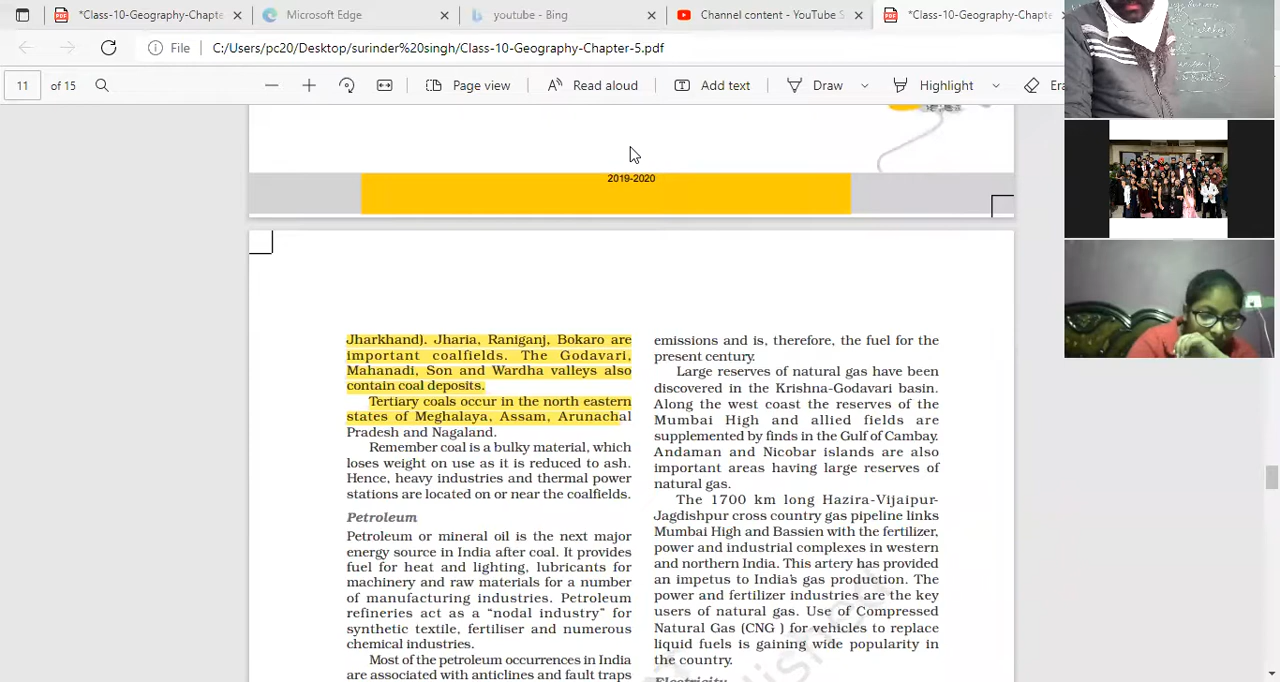 *Class-10-Geography-Chapte
Microsoft Edge
youtube - Bing
Channel content - YouTube S
*Class-10-Geography-Chapte
File
C:/Users/pc20/Desktop/surinder%20singh/Class-10-Geography-Chapter-5.pdf
11 of 15
Page view
Read aloud
Add text
Draw
Highlight
Era
2019-2020
Jharkhand). Jharia, Raniganj, Bokaro are
important coalfields. The Godavari,
Mahanadi, Son and Wardha valleys also
contain coal deposits.
Tertiary coals occur in the north eastern
states of Meghalaya, Assam, Arunachal
Pradesh and Nagaland.
Remember coal is a bulky material, which
loses weight on use as it is reduced to ash.
Hence, heavy industries and thermal power
stations are located on or near the coalfields.
Petroleum
Petroleum or mineral oil is the next major
energy source in India after coal. It provides
fuel for heat and lighting, lubricants for
machinery and raw materials for a number
of manufacturing industries. Petroleum
refineries act as a “nodal industry” for
synthetic textile, fertiliser and numerous
chemical industries.
Most of the petroleum occurrences in India
are associated with anticlines and fault traps
emissions and is, therefore, the fuel for the
present century.
Large reserves of natural gas have been
discovered in the Krishna-Godavari basin.
Along the west coast the reserves of the
Mumbai High and allied fields are
supplemented by finds in the Gulf of Cambay.
Andaman and Nicobar islands are also
important areas having large reserves of
natural gas.
The 1700 km long Hazira-Vijaipur-
Jagdishpur cross country gas pipeline links
Mumbai High and Bassien with the fertilizer,
power and industrial complexes in western
and northern India. This artery has provided
an impetus to India’s gas production. The
power and fertilizer industries are the key
users of natural gas. Use of Compressed
Natural Gas (CNG ) for vehicles to replace
liquid fuels is gaining wide popularity in
the country.
Electricity